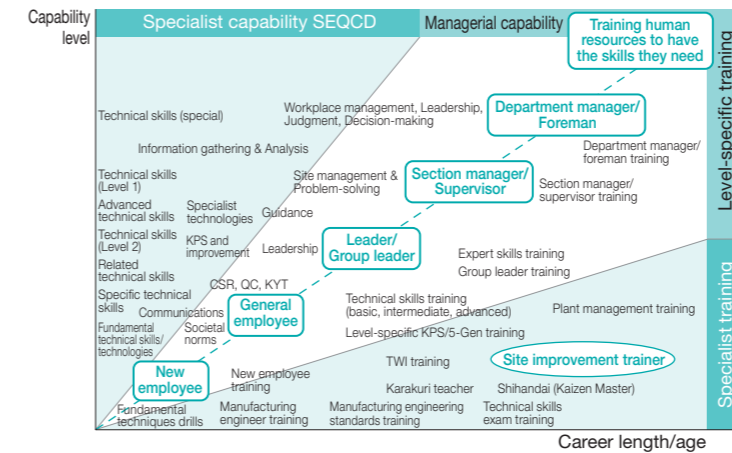 Capability
level
Specialist capability SEQCD
Managerial capability
Training human
resources to have
the skills they need
Level-specific training
Technical skills (special)
Workplace management, Leadership,
Judgment, Decision-making
Department manager/
Foreman
Information gathering & Analysis
Department manager/
foreman training
Technical skills
(Level 1)
Site management &
Problem-solving
Section manager/
Supervisor
Section manager/
supervisor training
Advanced
technical skills
Specialist
technologies
Guidance
Technical skills
(Level 2)
KPS and
improvement
Leadership
Leader/
Group leader
Expert skills training
Group leader training
Related
technical skills
CSR, QC, KYT
Specific technical
skills
Communications
General
employee
Technical skills training
(basic, intermediate, advanced)
Plant management training
Fundamental
technical skills/
technologies
Societal
norms
Level-specific KPS/5-Gen training
Specialist training
TWI training
Site improvement trainer
New
employee
New employee
training
Karakuri teacher
Shihandai (Kaizen Master)
Fundamental
techniques drills
Manufacturing
engineer training
Manufacturing engineering
standards training
Technical skills
exam training
Career length/age